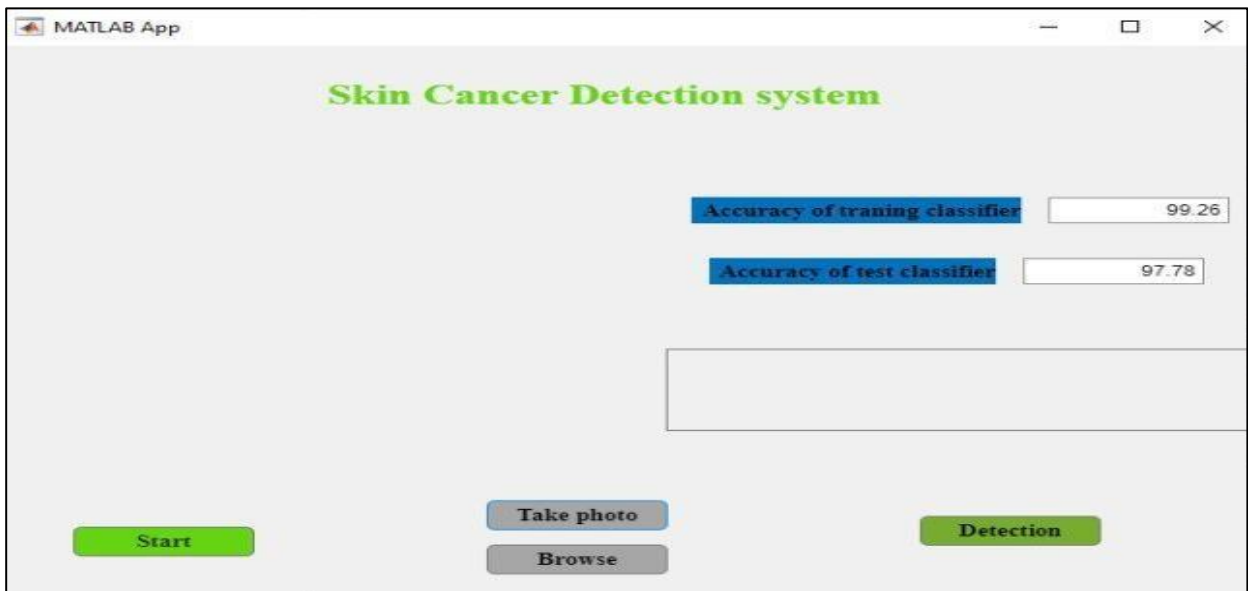 MATLAB App
Skin Cancer Detection system
Accuracy of traning classifier 99.26
Accuracy of test classifier 97.78
Take photo
Start
Detection
Browse